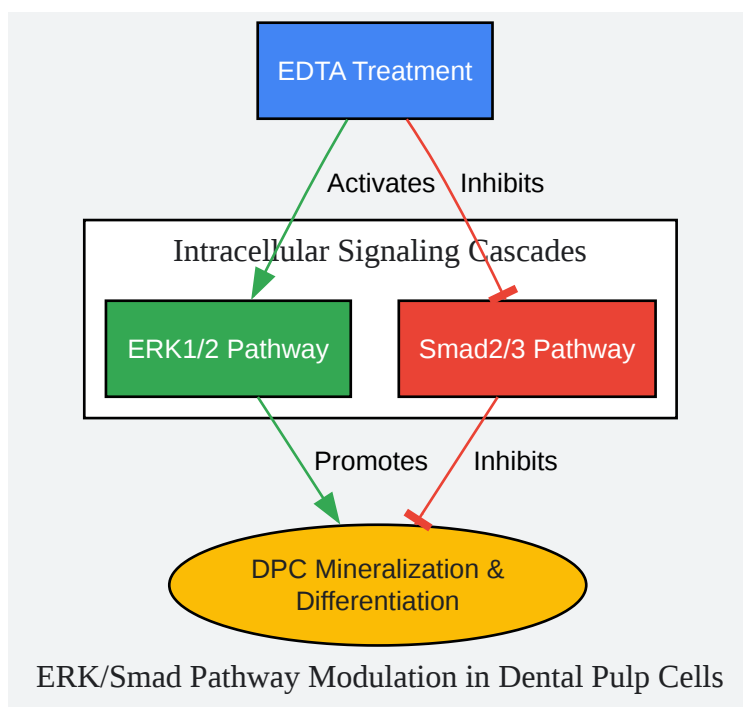 EDTA Treatment
Activates
Inhibits
Intracellular Signaling Cascades
ERK1/2 Pathway
Smad2/3 Pathway
Promotes
Inhibits
DPC Mineralization &
Differentiation
ERK/Smad Pathway Modulation in Dental Pulp Cells